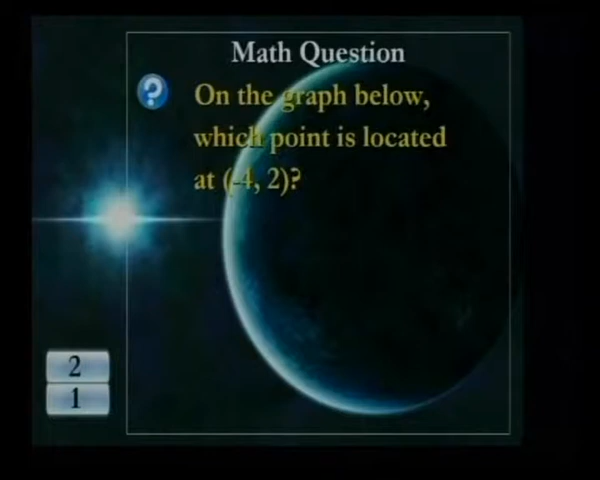 Math Question
On the graph below,
which point is located
at (-4, 2)?
2
1